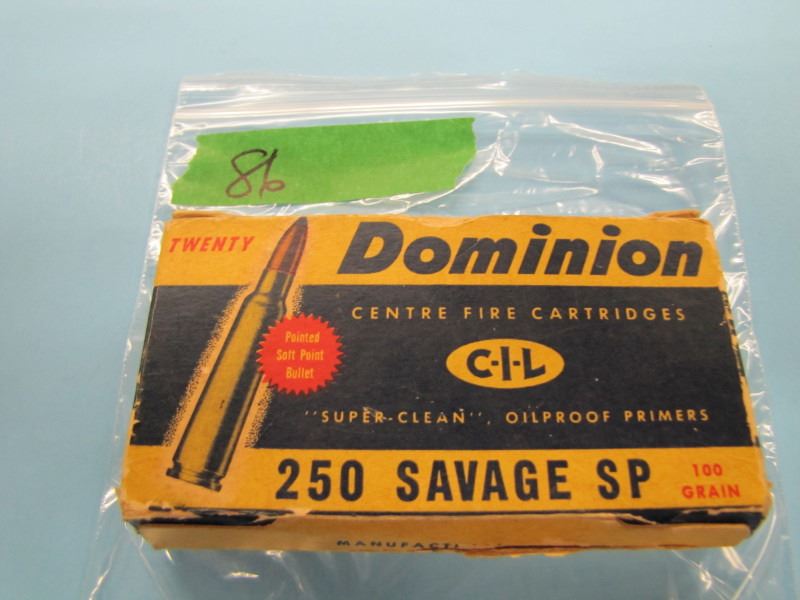 86
TWENTY
Dominion
CENTRE FIRE CARTRIDGES
Pointed
Soft Point
Bullet
C-I-L
"SUPER-CLEAN", OILPROOF PRIMERS
250 SAVAGE SP
100
GRAIN